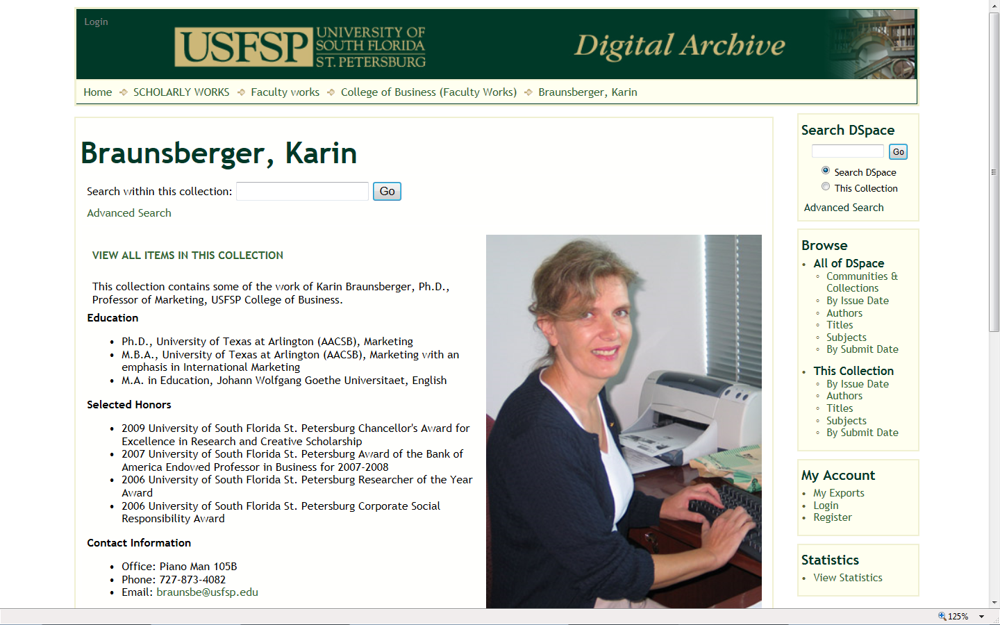 Login
USFSP UNIVERSITY OF
SOUTH FLORIDA
ST. PETERSBURG
Digital Archive
Home SCHOLARLY WORKS Faculty works College of Business (Faculty Works) Braunsberger, Karin
Braunsberger, Karin
Search within this collection: Go
Advanced Search
VIEW ALL ITEMS IN THIS COLLECTION
This collection contains some of the work of Karin Braunsberger, Ph.D.,
Professor of Marketing, USFSP College of Business.
Education
• Ph.D., University of Texas at Arlington (AACSB), Marketing
• M.B.A., University of Texas at Arlington (AACSB), Marketing with an
emphasis in International Marketing
• M.A. in Education, Johann Wolfgang Goethe Universitaet, English
Selected Honors
• 2009 University of South Florida St. Petersburg Chancellor's Award for
Excellence in Research and Creative Scholarship
• 2007 University of South Florida St. Petersburg Award of the Bank of
America Endowed Professor in Business for 2007-2008
• 2006 University of South Florida St. Petersburg Researcher of the Year
Award
• 2006 University of South Florida St. Petersburg Corporate Social
Responsibility Award
Contact Information
• Office: Piano Man 105B
• Phone: 727-873-4082
• Email: braunsbe@usfsp.edu
Search DSpace
Go
Search DSpace
This Collection
Advanced Search
Browse
• All of DSpace
◦ Communities &
Collections
◦ By Issue Date
◦ Authors
◦ Titles
◦ Subjects
◦ By Submit Date
• This Collection
◦ By Issue Date
◦ Authors
◦ Titles
◦ Subjects
◦ By Submit Date
My Account
• My Exports
• Login
• Register
Statistics
• View Statistics
125%